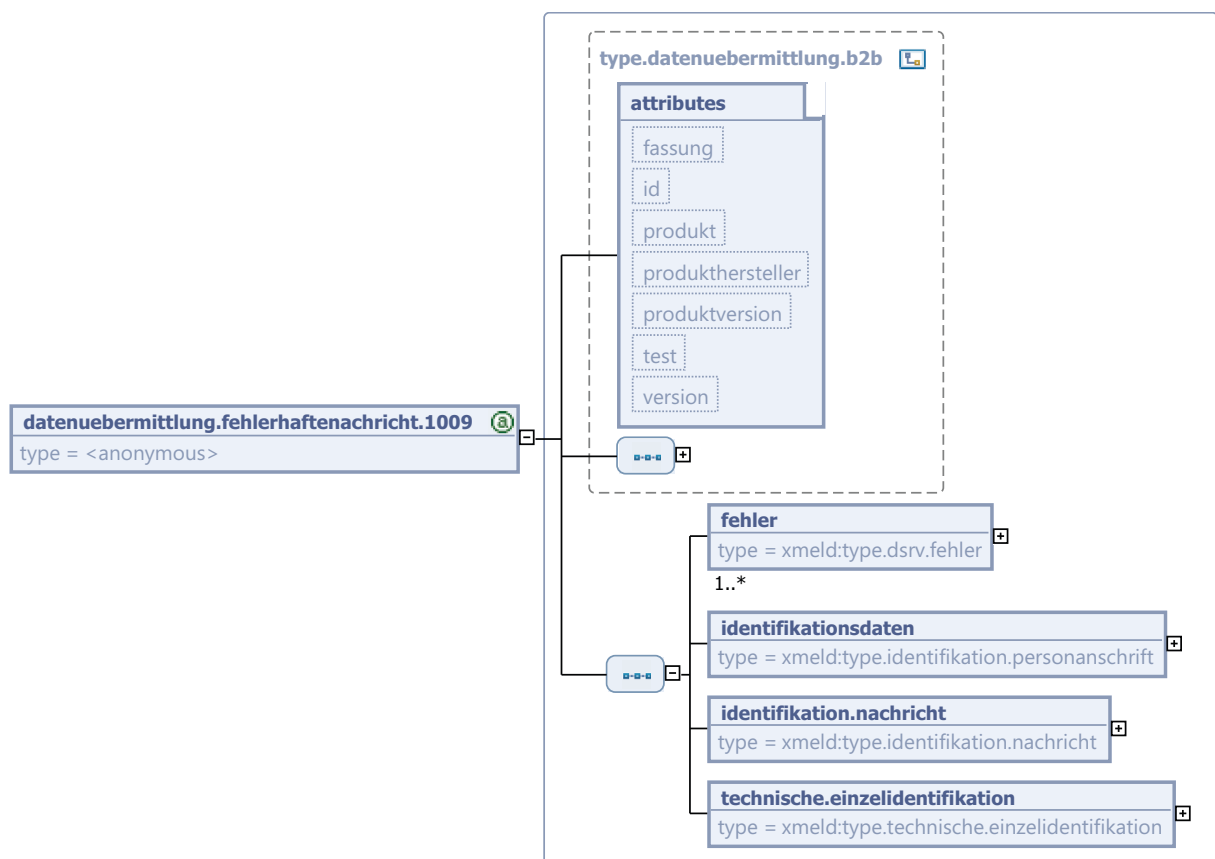 type.datenuebermittlung.b2b
attributes
fassung
id
produkt
produkthersteller
produktversion
test
version
datenuebermittlung.fehlerhaftenachricht.1009 @
type = <anonymous>
fehler
type = xmeld:type.dsrv.fehler
1..*
identifikationsdaten
type = xmeld:type.identifikation.personanschrift
identifikation.nachricht
type = xmeld:type.identifikation.nachricht
technische.einzelidentifikation
type = xmeld:type.technische.einzelidentifikation